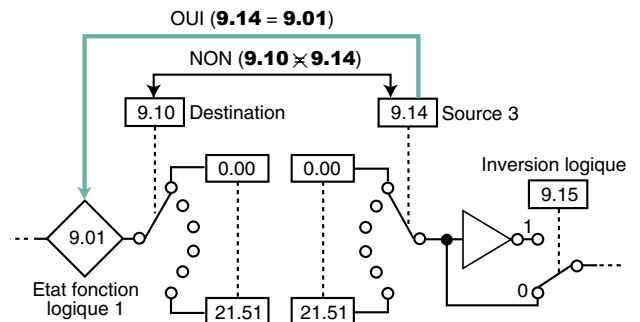 OUI (9.14 = 9.01)
NON (9.10 ≍ 9.14)
9.10 Destination
9.14 Source 3
0.00
0.00
Inversion logique
9.15
9.01
1
Etat fonction
logique 1
0
21.51
21.51